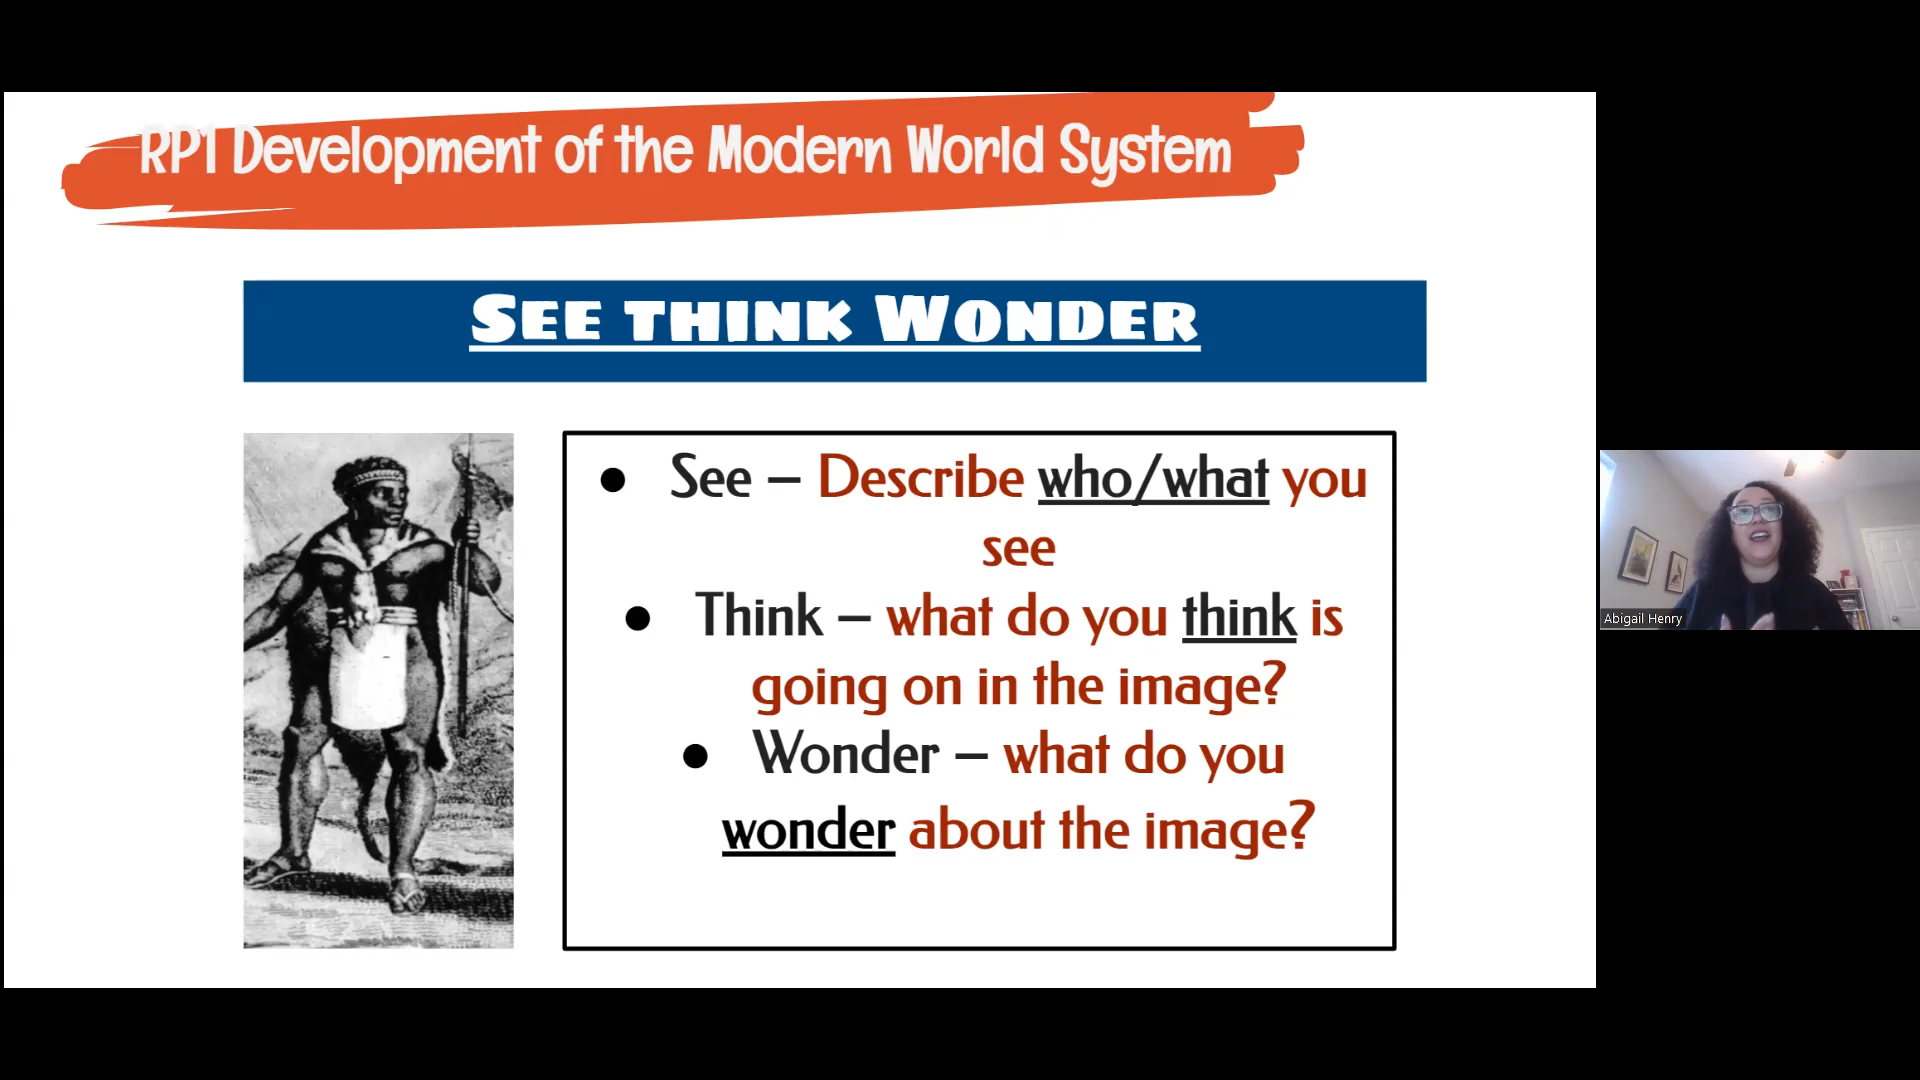 RP1 Development of the Modern World System
See think Wonder
● See – Describe who/what you
see
● Think – what do you think is
going on in the image?
● Wonder – what do you
wonder about the image?
Abigail Henry